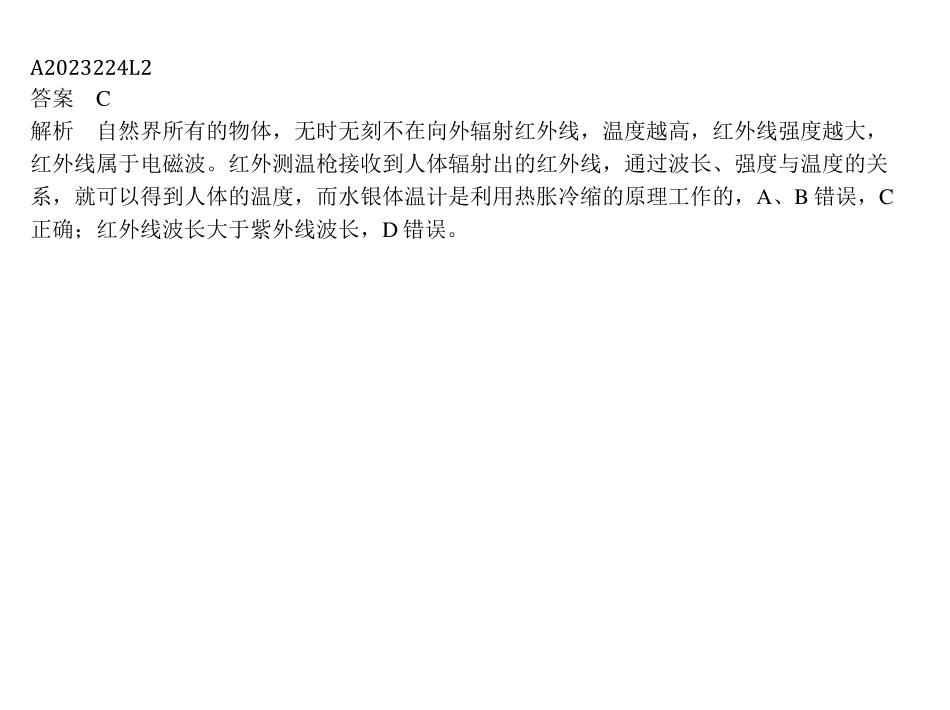 A2023224L2
答案　C
解析　自然界所有的物体，无时无刻不在向外辐射红外线，温度越高，红外线强度越大，
红外线属于电磁波。红外测温枪接收到人体辐射出的红外线，通过波长、强度与温度的关
系，就可以得到人体的温度，而水银体温计是利用热胀冷缩的原理工作的，A、B 错误，C
正确；红外线波长大于紫外线波长，D 错误。